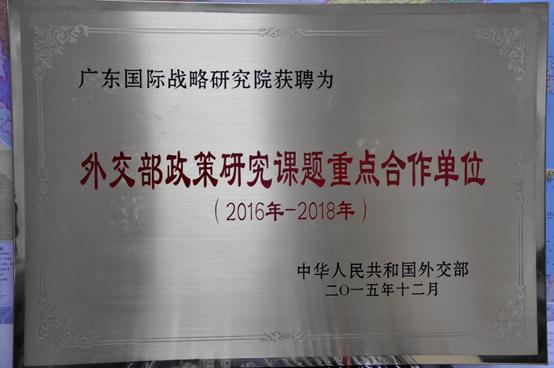 广东国际战略研究院获聘为
外交部政策研究课题重点合作单位
(2016年-2018年)
中华人民共和国外交部
二〇一五年十二月